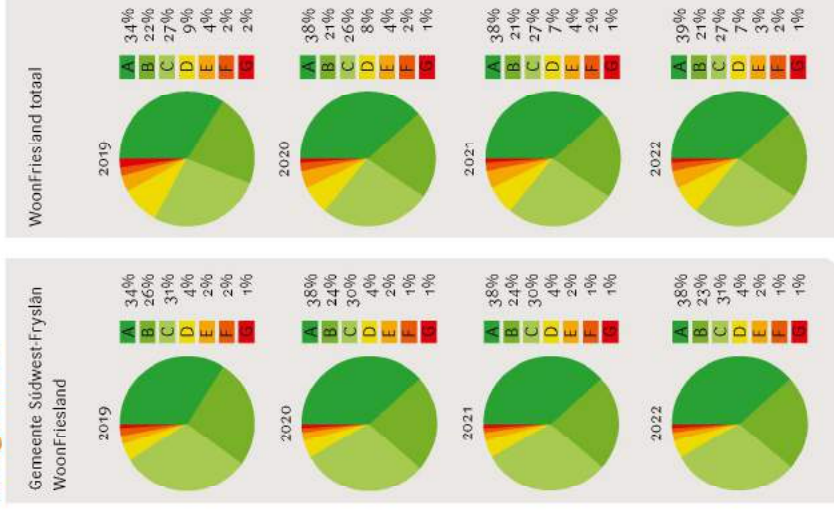 WoonFriesland totaal
2019
A 34%
B 22%
C 27%
D 9%
E 4%
F 2%
G 2%
2020
A 38%
B 21%
C 26%
D 8%
E 4%
F 2%
G 1%
2021
A 38%
B 21%
C 27%
D 7%
E 4%
F 2%
G 1%
2022
A 39%
B 21%
C 27%
D 7%
E 3%
F 2%
G 1%
Gemeente Súdwest-Fryslân
WoonFriesland
2019
A 34%
B 26%
C 31%
D 4%
E 2%
F 2%
G 1%
2020
A 38%
B 24%
C 30%
D 4%
E 2%
F 1%
G 1%
2021
A 38%
B 24%
C 30%
D 4%
E 2%
F 1%
G 1%
2022
A 38%
B 23%
C 31%
D 4%
E 2%
F 1%
G 1%